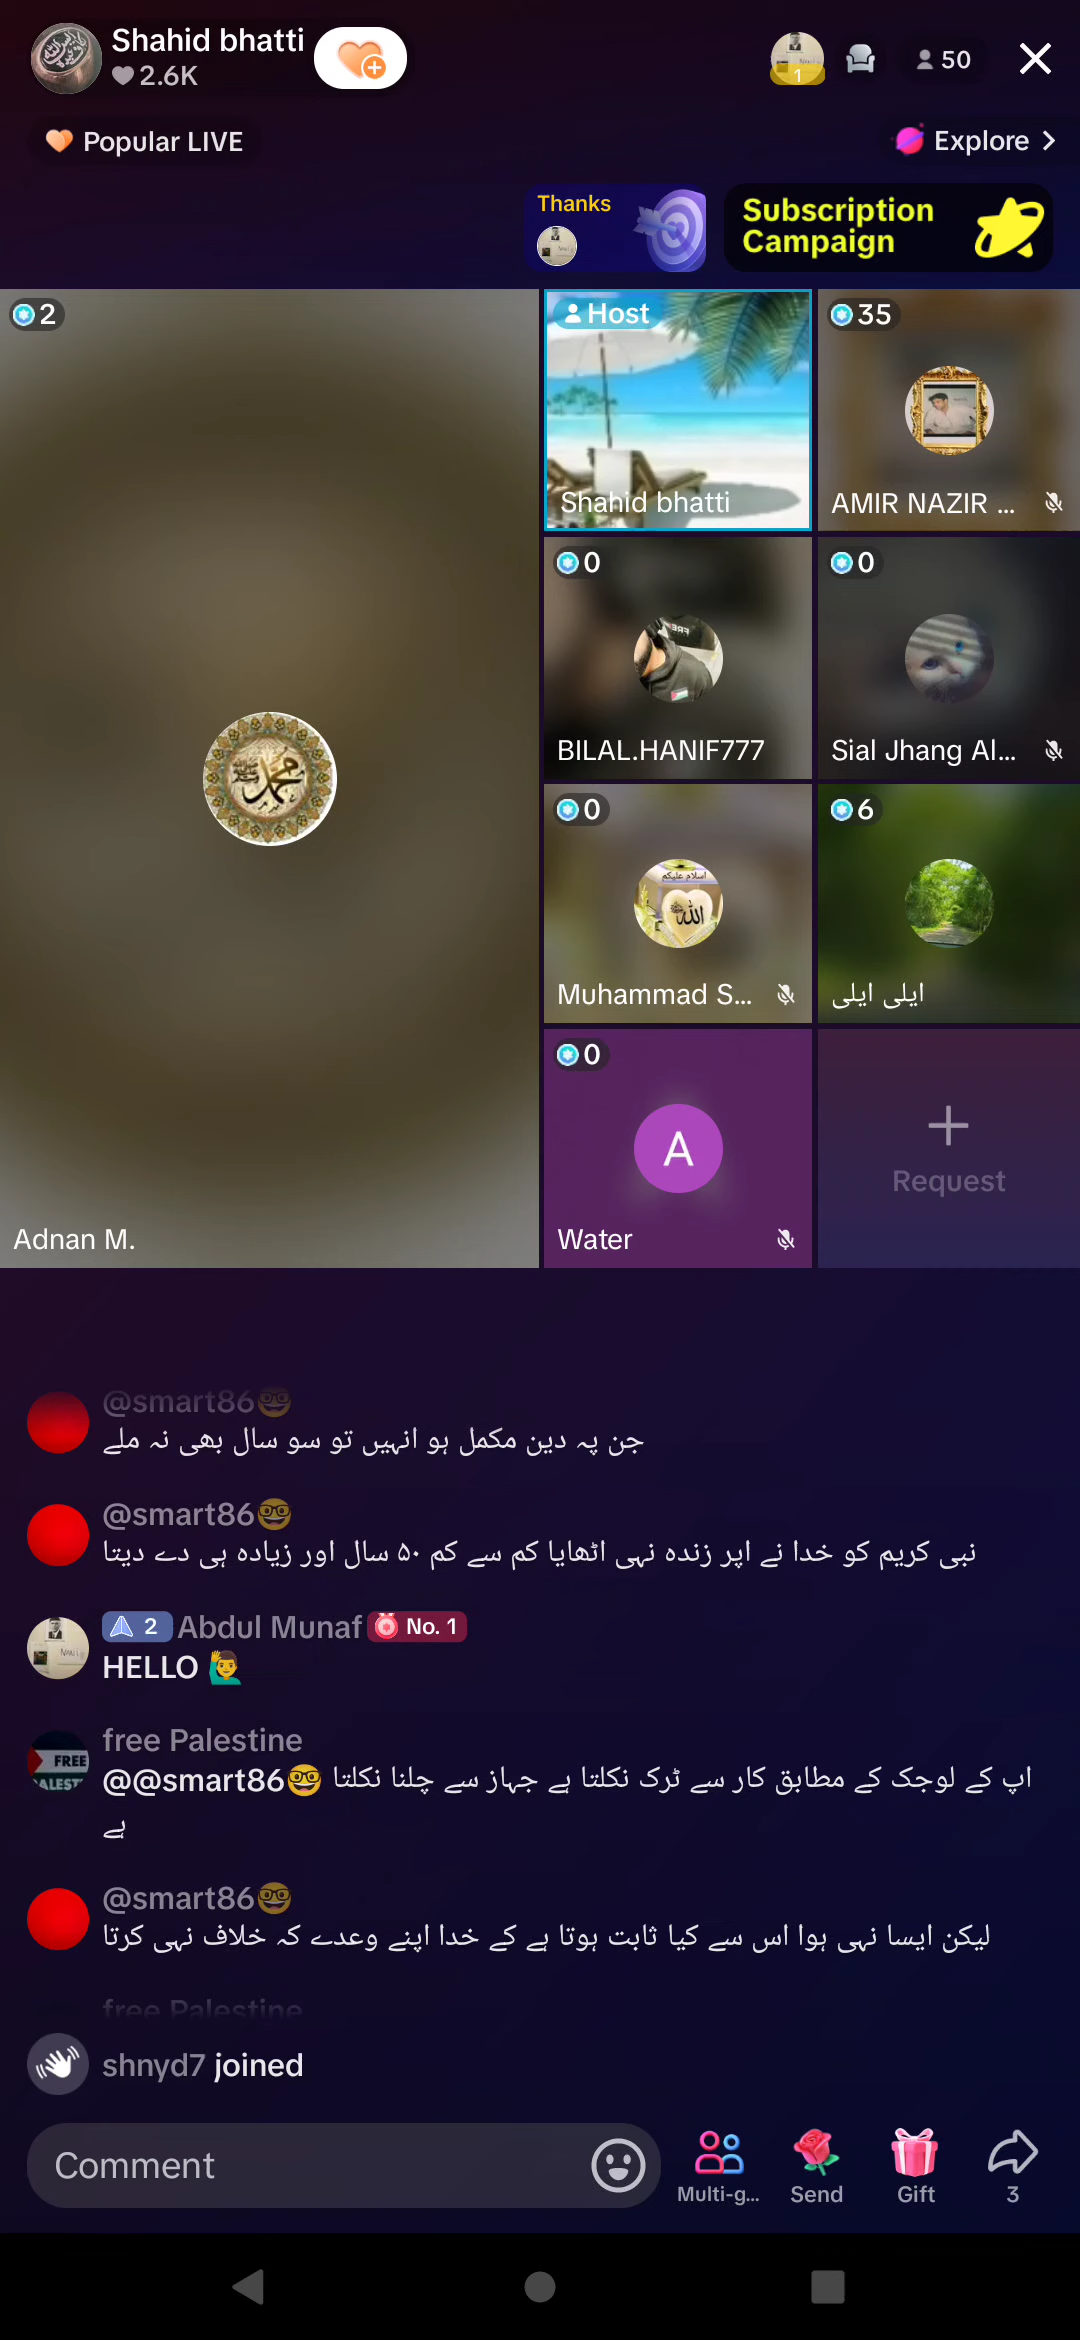 Shahid bhatti
2.6K
1
50
Popular LIVE
Explore
Thanks
Subscription
Campaign
2
Host
Shahid bhatti
35
AMIR NAZIR ...
0
BILAL.HANIF777
0
Sial Jhang Al...
0
اسلام علیکم
الله
Muhammad S...
6
ایلی ایلی
محمد
Adnan M.
0
A
Water
Request
@smart86🤓
جن پہ دین مکمل ہو انہیں تو سو سال بھی نہ ملے
@smart86🤓
نبی کریم کو خدا نے اپر زندہ نہی اٹھایا کم سے کم ۵۰ سال اور زیادہ ہی دے دیتا
2 Abdul Munaf No. 1
HELLO 🙋‍♂️
FREE
free Palestine
@@smart86🤓 اپ کے لوجک کے مطابق کار سے ٹرک نکلتا ہے جہاز سے چلنا نکلتا
ہے
@smart86🤓
لیکن ایسا نہی ہوا اس سے کیا ثابت ہوتا ہے کے خدا اپنے وعدے کہ خلاف نہی کرتا
free Palestine
shnyd7 joined
Comment
Multi-g...
Send
Gift
3